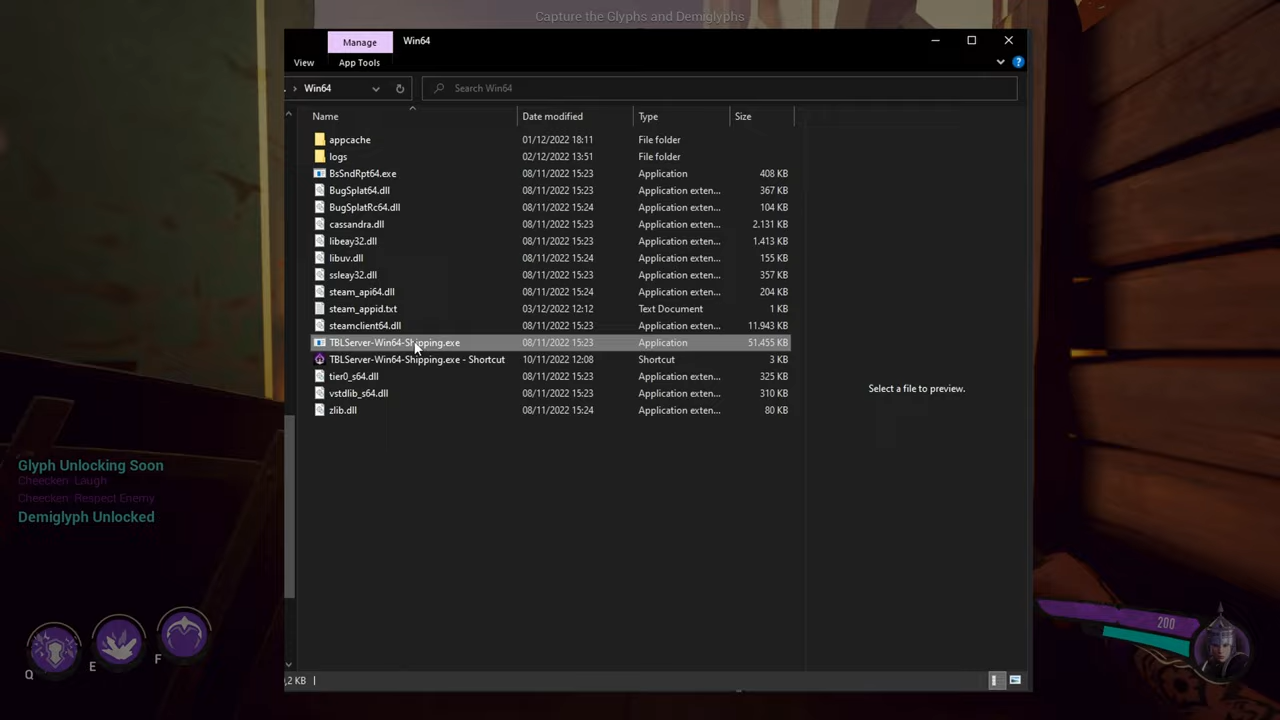 Capture the Glyphs and Demiglyphs
Manage Win64
View App Tools
Win64 Search Win64
Name Date modified Type Size
appcache 01/12/2022 18:11 File folder
logs 02/12/2022 13:51 File folder
BsSndRpt64.exe 08/11/2022 15:23 Application 408 KB
BugSplat64.dll 08/11/2022 15:23 Application exten... 367 KB
BugSplatRc64.dll 08/11/2022 15:24 Application exten... 104 KB
cassandra.dll 08/11/2022 15:23 Application exten... 2.131 KB
libeay32.dll 08/11/2022 15:23 Application exten... 1.413 KB
libuv.dll 08/11/2022 15:24 Application exten... 155 KB
ssleay32.dll 08/11/2022 15:23 Application exten... 357 KB
steam_api64.dll 08/11/2022 15:24 Application exten... 204 KB
steam_appid.txt 03/12/2022 12:12 Text Document 1 KB
steamclient64.dll 08/11/2022 15:23 Application exten... 11.943 KB
TBLServer-Win64-Shipping.exe 08/11/2022 15:23 Application 51.455 KB
TBLServer-Win64-Shipping.exe - Shortcut 10/11/2022 12:08 Shortcut 3 KB
tier0_s64.dll 08/11/2022 15:23 Application exten... 325 KB
vstdlib_s64.dll 08/11/2022 15:23 Application exten... 310 KB
zlib.dll 08/11/2022 15:24 Application exten... 80 KB
Select a file to preview.
Glyph Unlocking Soon
Cheecken: Laugh
Cheecken: Respect Enemy
Demiglyph Unlocked
200
Q E F
,2 KB